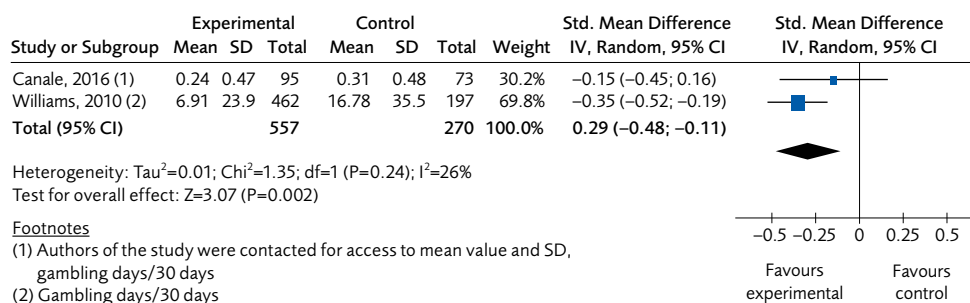 Experimental Control Std. Mean Difference Std. Mean Difference
Study or Subgroup Mean SD Total Mean SD Total Weight IV, Random, 95% CI IV, Random, 95% CI
Canale, 2016 (1) 0.24 0.47 95 0.31 0.48 73 30.2% −0.15 (−0.45; 0.16)
Williams, 2010 (2) 6.91 23.9 462 16.78 35.5 197 69.8% −0.35 (−0.52; −0.19)
Total (95% CI) 557 270 100.0% 0.29 (−0.48; −0.11)
Heterogeneity: Tau²=0.01; Chi²=1.35; df=1 (P=0.24); I²=26%
Test for overall effect: Z=3.07 (P=0.002)
Footnotes
(1) Authors of the study were contacted for access to mean value and SD,
gambling days/30 days
(2) Gambling days/30 days
−0.5 −0.25 0 0.25 0.5
Favours Favours
experimental control